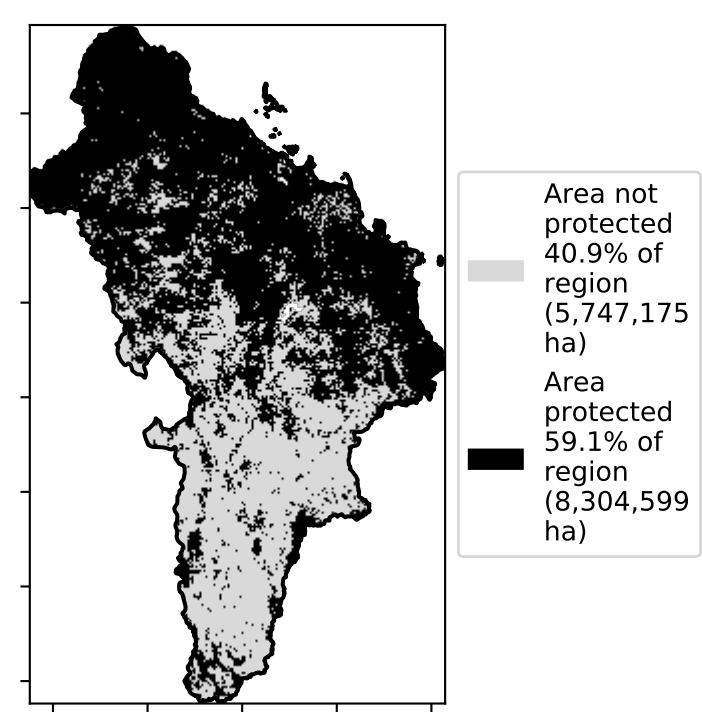 Area not
protected
40.9% of
region
(5,747,175
ha)
Area
protected
59.1% of
region
(8,304,599
ha)